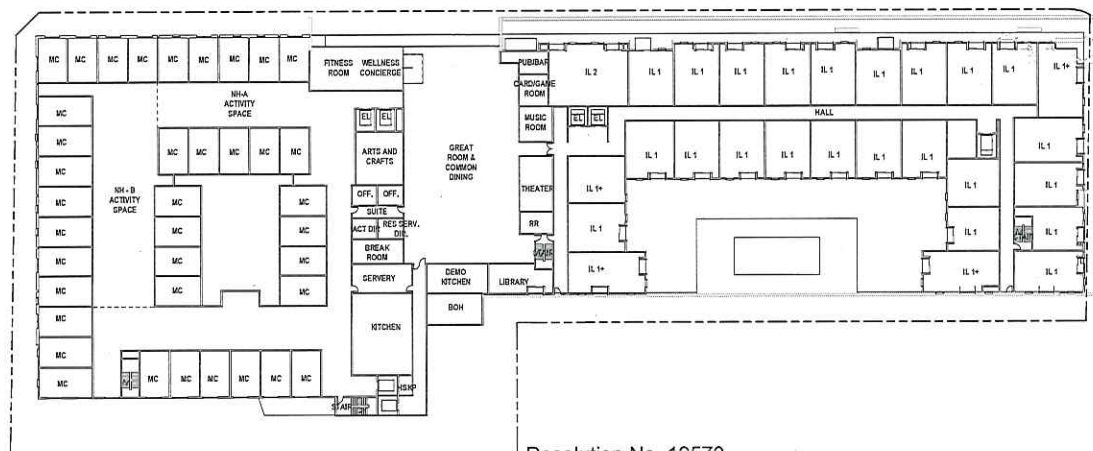 MC MC MC MC MC MC MC MC MC
FITNESS ROOM
WELLNESS CONCIERGE
NH-A
ACTIVITY
SPACE
MC
MC
MC
MC
MC
MC
MC
MC
MC
MC
NH - B
ACTIVITY
SPACE
MC MC MC MC MC
MC
MC
MC
MC
MC
MC
MC
MC
MC MC MC MC MC MC
EL EL
ARTS AND
CRAFTS
OFF. OFF.
SUITE
ACT DIR.
RES SERV.
DIR.
BREAK
ROOM
SERVERY
KITCHEN
HSKP
STAIR
GREAT
ROOM &
COMMON
DINING
DEMO
KITCHEN
LIBRARY
BOH
PUB/BAR
CARD/GAME
ROOM
MUSIC
ROOM
THEATER
RR
STAIR
EL EL
IL 2 IL 1 IL 1 IL 1 IL 1 IL 1 IL 1 IL 1 IL 1 IL 1 IL 1+
HALL
IL 1 IL 1 IL 1 IL 1 IL 1 IL 1 IL 1
IL 1+
IL 1
IL 1+
IL 1
IL 1
IL 1+
IL 1
IL 1
IL 1
STAIR
IL 1
Resolution No.